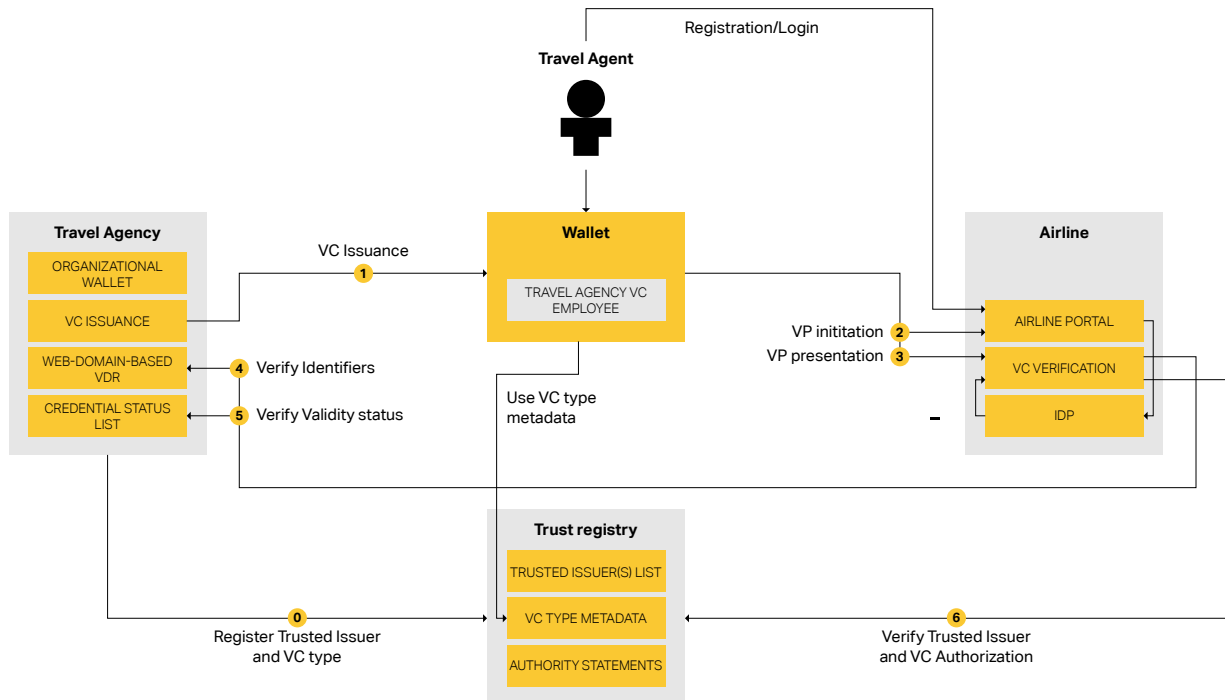 Registration/Login
Travel Agent
Travel Agency
ORGANIZATIONAL
WALLET
VC ISSUANCE
WEB-DOMAIN-BASED
VDR
CREDENTIAL STATUS
LIST
VC Issuance
1
Wallet
TRAVEL AGENCY VC
EMPLOYEE
Airline
AIRLINE PORTAL
VC VERIFICATION
IDP
VP inititation 2
VP presentation 3
4 Verify Identifiers
5 Verify Validity status
Use VC type
metadata
–
Trust registry
TRUSTED ISSUER(S) LIST
VC TYPE METADATA
AUTHORITY STATEMENTS
0
Register Trusted Issuer
and VC type
6
Verify Trusted Issuer
and VC Authorization